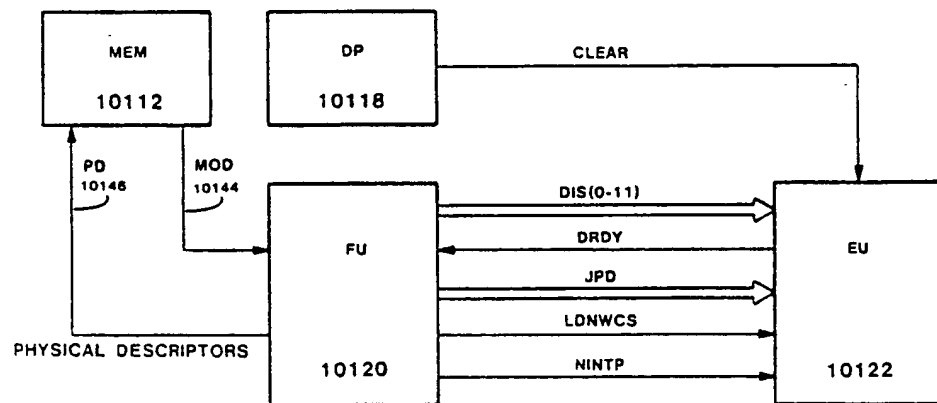 MEM
10112
DP
10118
CLEAR
PD
10146
MOD
10144
DIS(0-11)
FU
DRDY
EU
JPD
LDNWCS
PHYSICAL DESCRIPTORS
10120
NINTP
10122